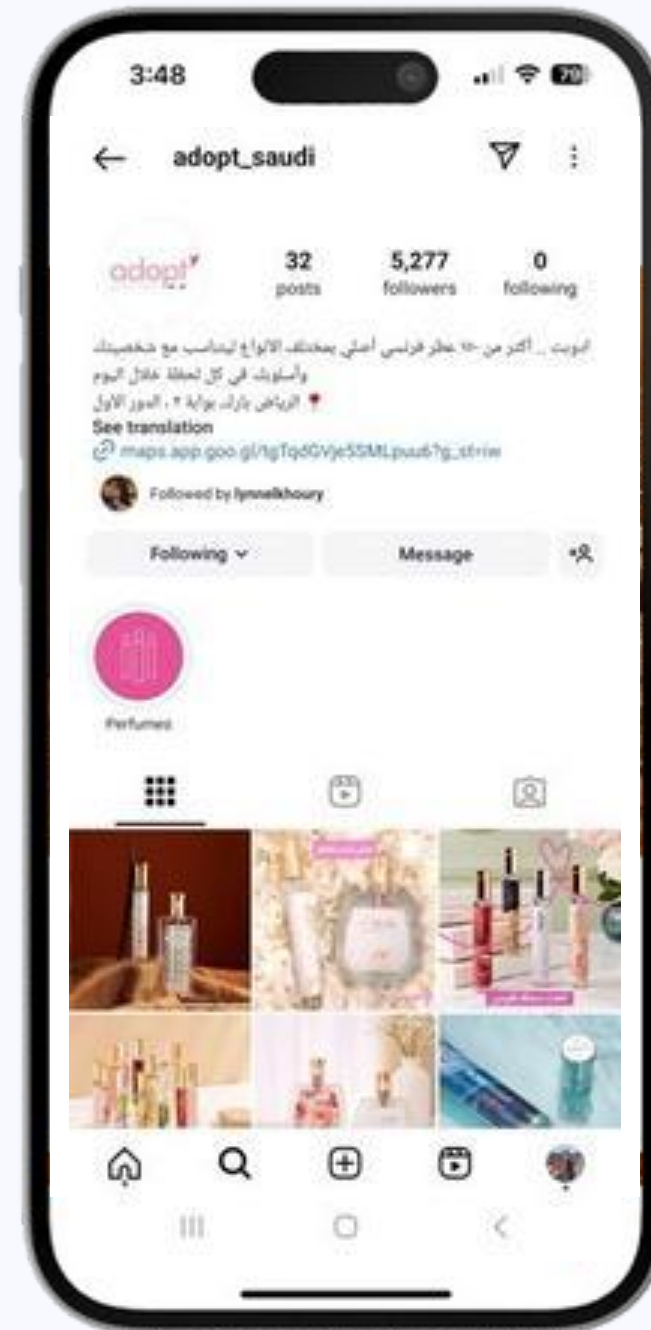 3:48
79
adopt_saudi
adopt
32 5,277 0
posts followers following
ادوبت .. أكثر من عطر فرنسي أصلي بمختلف الانواع ليتناسب مع شخصيتك
وأسلوبك في كل لحظة خلال اليوم
الرياض بارك، بوابة ٢ ، الدور الاول
See translation
Followed by lynnelkhoury
Following Message
Perfumes